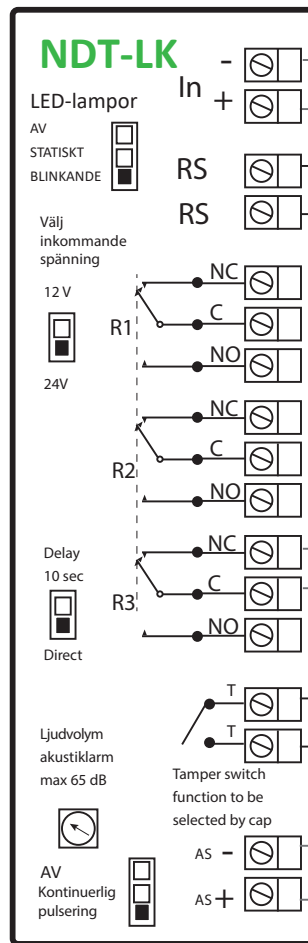 NDT-LK
-
In
+
LED-lampor
AV
STATISKT
BLINKANDE
RS
RS
Välj
inkommande
spänning
12 V
24V
R1
NC
C
NO
R2
NC
C
NO
Delay
10 sec
Direct
R3
NC
C
NO
T
T
Tamper switch
function to be
selected by cap
Ljudvolym
akustiklarm
max 65 dB
AS -
AS +
AV
Kontinuerlig
pulsering